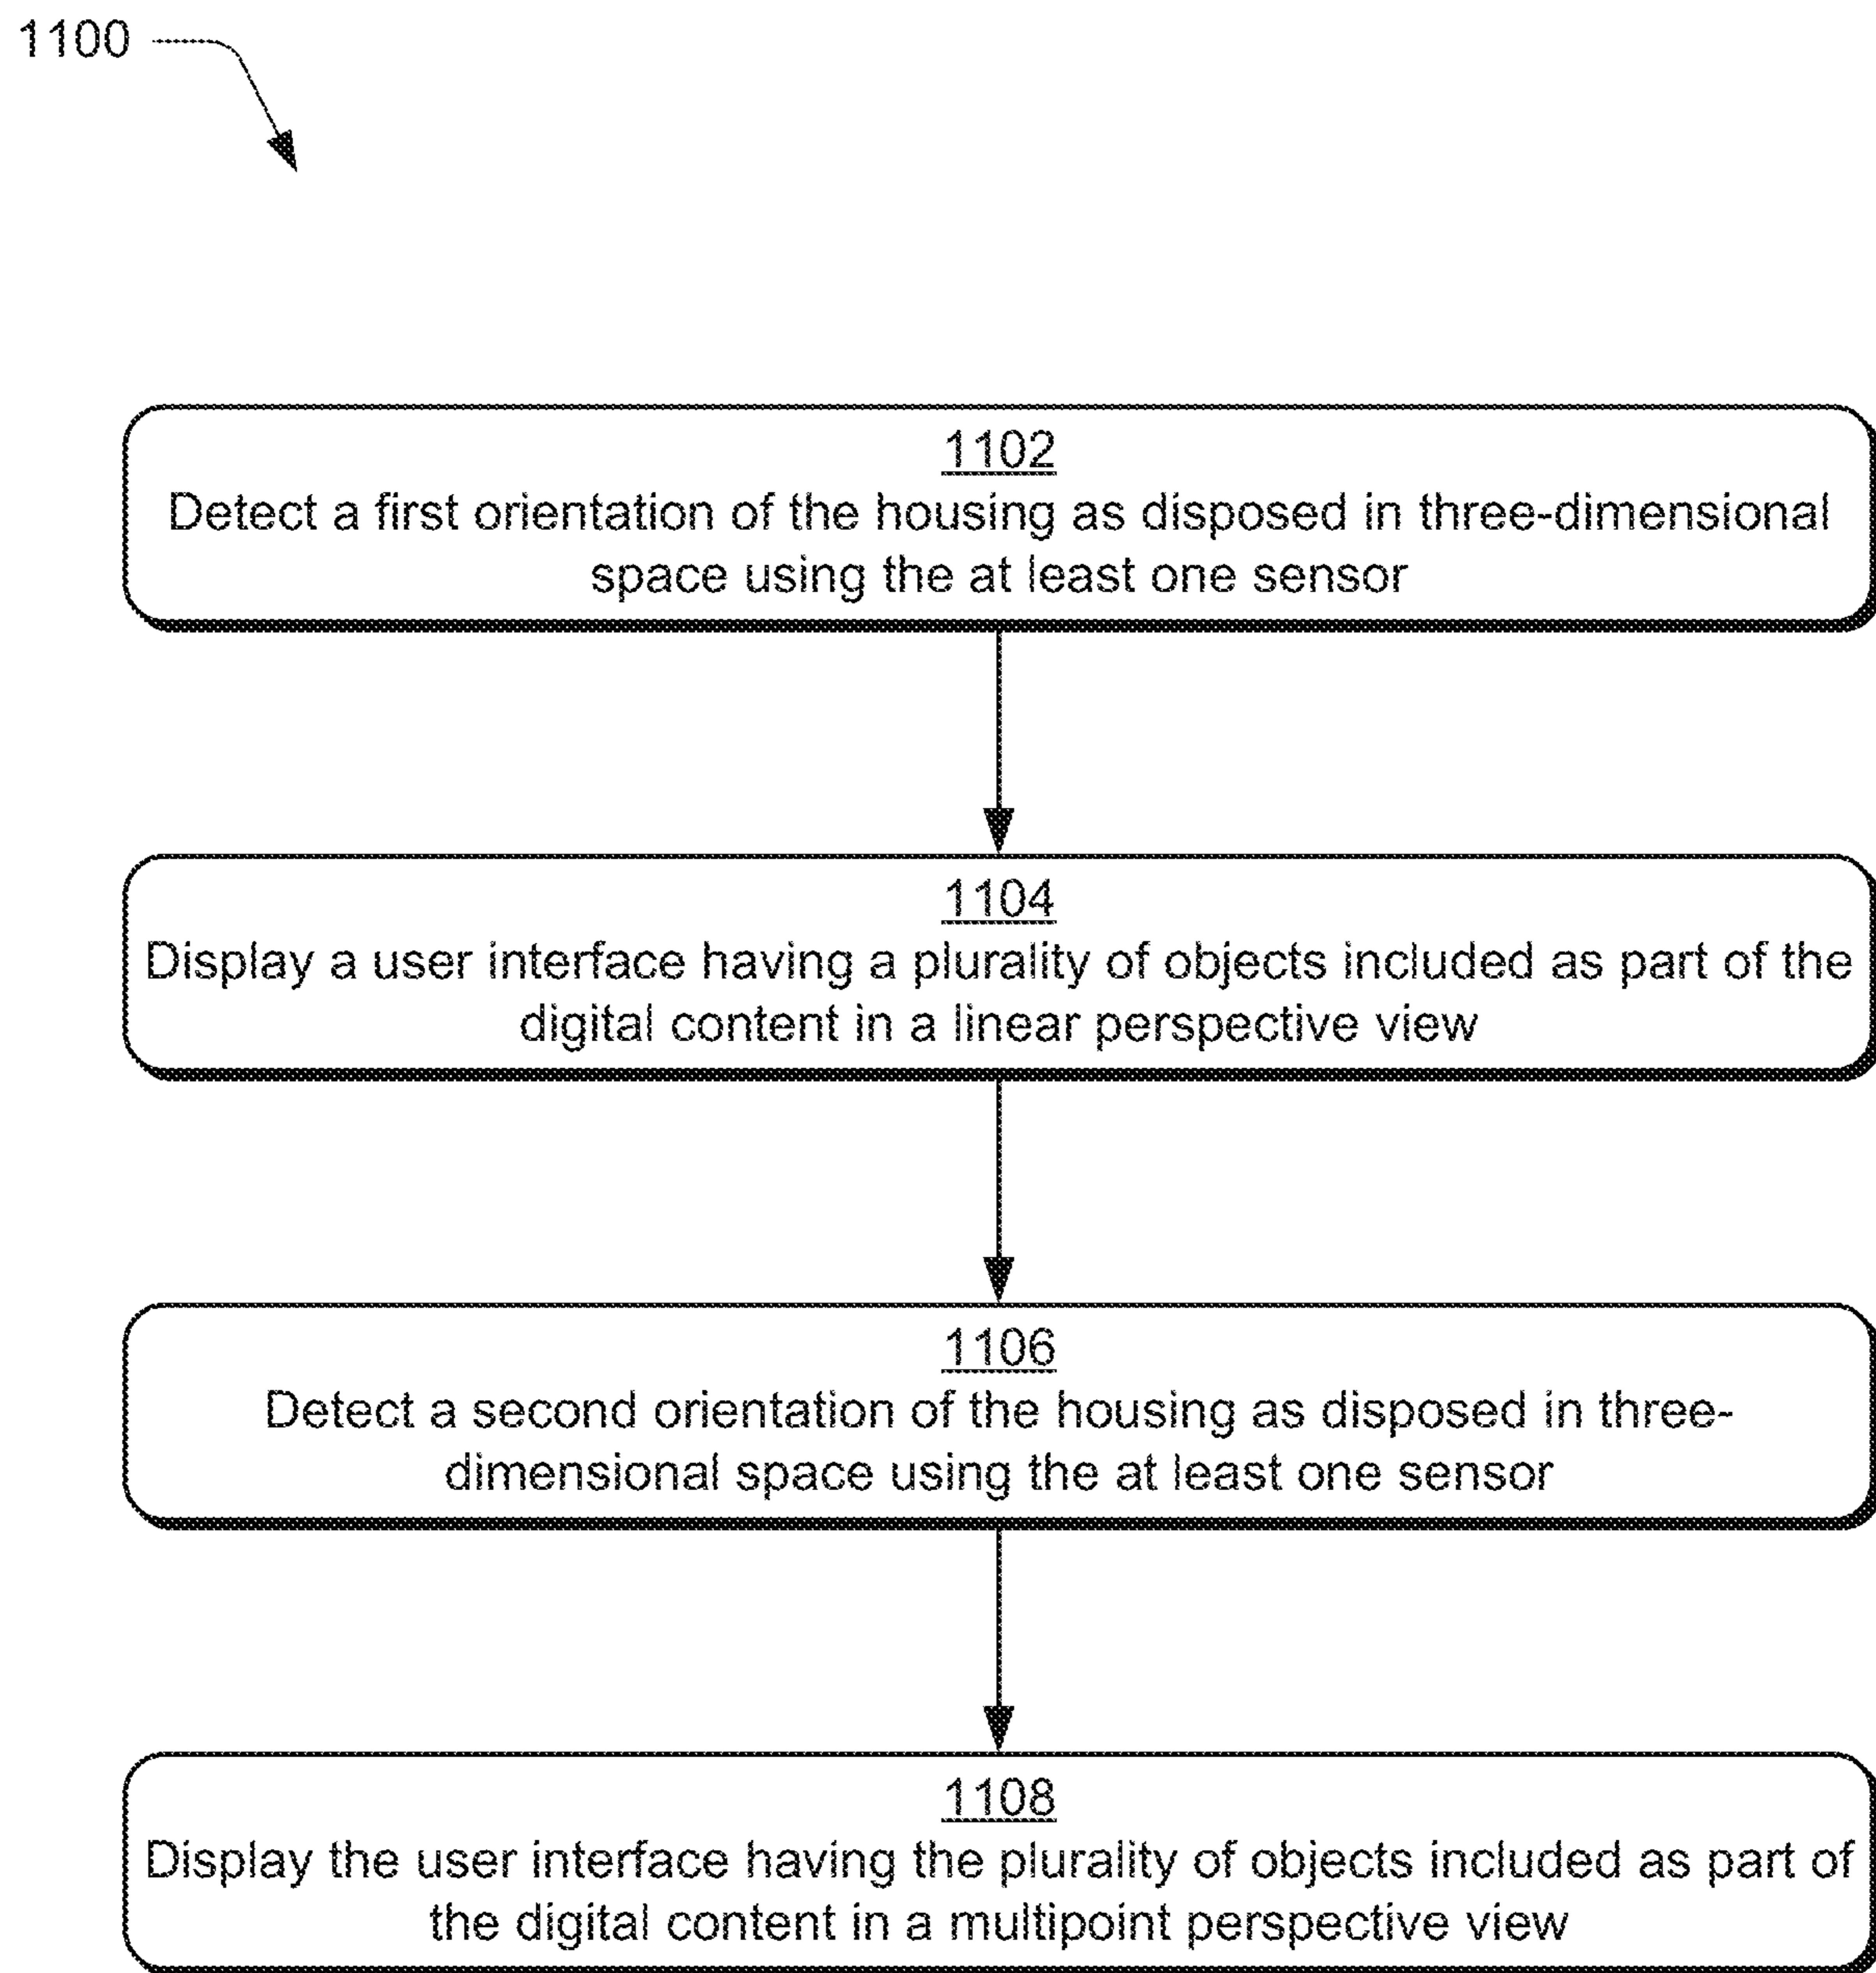 1100
1102
Detect a first orientation of the housing as disposed in three-dimensional
space using the at least one sensor
1104
Display a user interface having a plurality of objects included as part of the
digital content in a linear perspective view
1106
Detect a second orientation of the housing as disposed in three-
dimensional space using the at least one sensor
1108
Display the user interface having the plurality of objects included as part of
the digital content in a multipoint perspective view